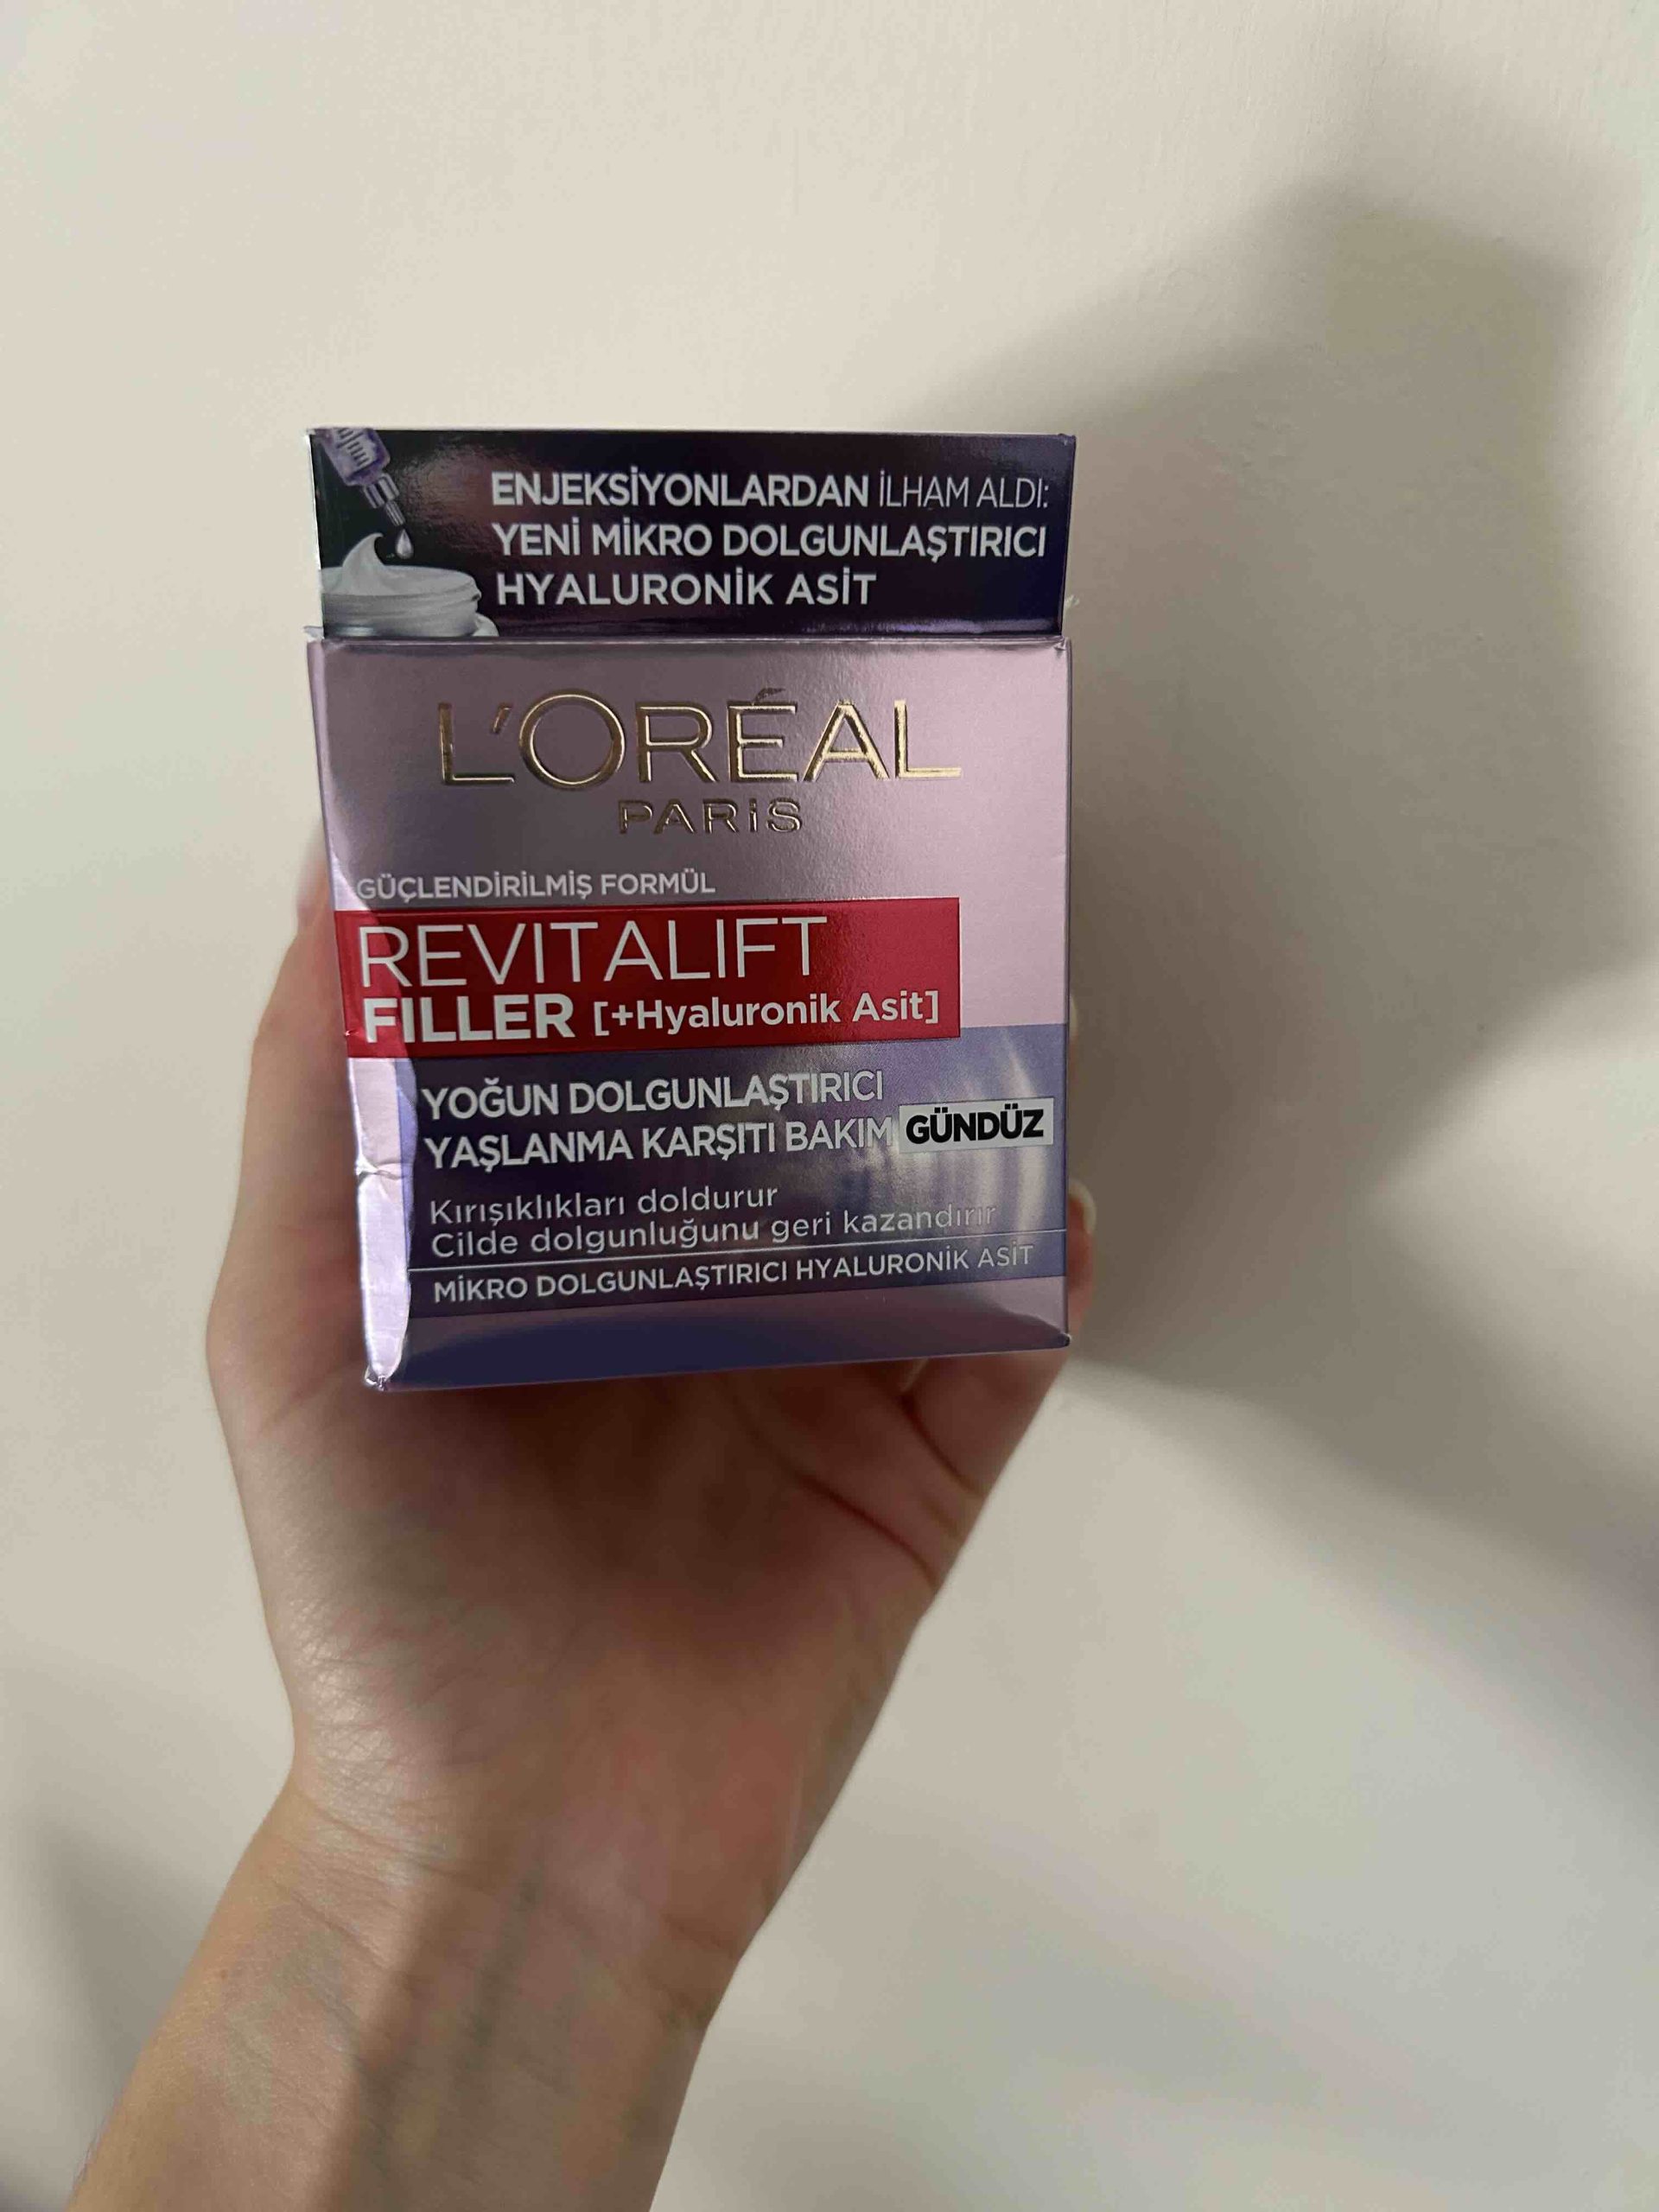 ENJEKSİYONLARDAN İLHAM ALDI:
YENİ MİKRO DOLGUNLAŞTIRICI
HYALURONİK ASİT
L'ORÉAL
PARiS
GÜÇLENDİRİLMİŞ FORMÜL
REVITALIFT
FILLER [+Hyaluronik Asit]
YOĞUN DOLGUNLAŞTIRICI
YAŞLANMA KARŞITI BAKIM GÜNDÜZ
Kırışıklıkları doldurur
Cilde dolgunluğunu geri kazandırır
MİKRO DOLGUNLAŞTIRICI HYALURONİK ASİT